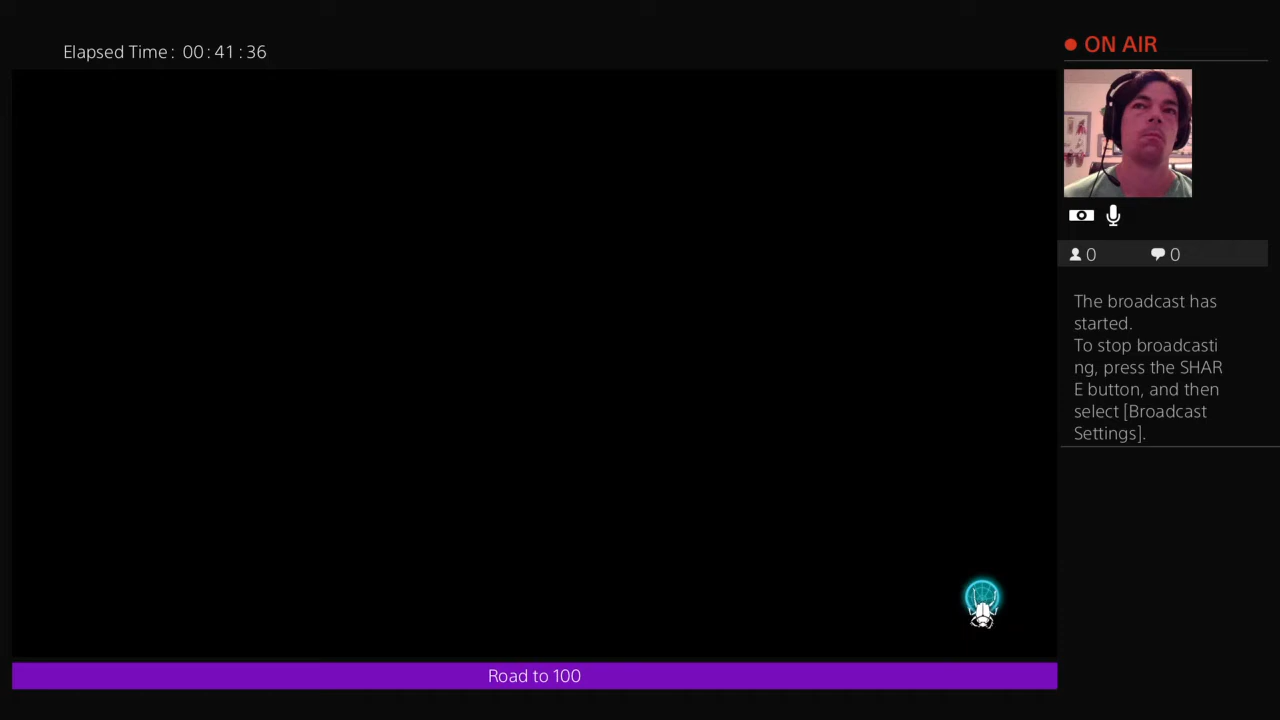 Elapsed Time: 00:41:36
ON AIR
0 0
The broadcast has
started.
To stop broadcasti
ng, press the SHAR
E button, and then
select [Broadcast
Settings].
Road to 100